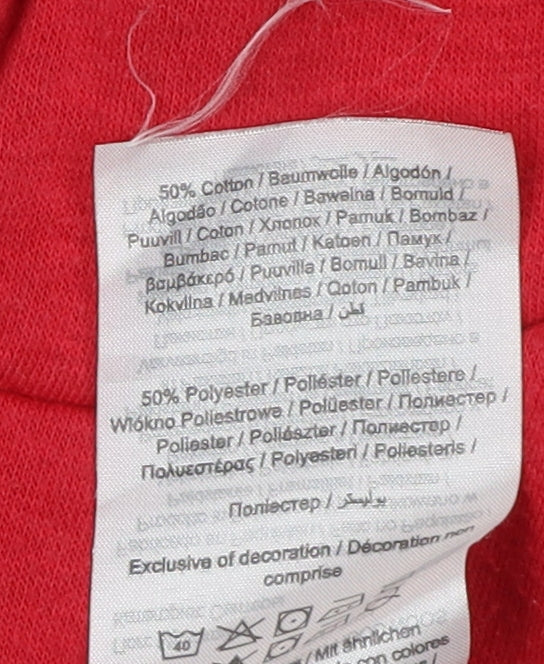 50% Cotton / Baumwolle / Algodón /
Algodão / Cotone / Bawełna / Bomuld /
Puuvill / Coton / Хлопок / Pamuk / Bombaz /
Bumbac / Pamut / Katoen / Памук /
βαμβάκερό / Puuvilla / Bomull / Bavlna /
Kokvilna / Medvilnės / Qoton / Pambuk /
Бавовна / قطن
50% Polyester / Poliéster / Poliestere /
Włókno Poliestrowe / Polüester / Полиэстер /
Poliester / Poliészter / Полиестер /
Πολυεστέρας / Polyesteri / Poliesteris /
Поліестер / بوليستر
Exclusive of decoration / Décoration non
comprise
40
/ Mit ähnlichen
con colores